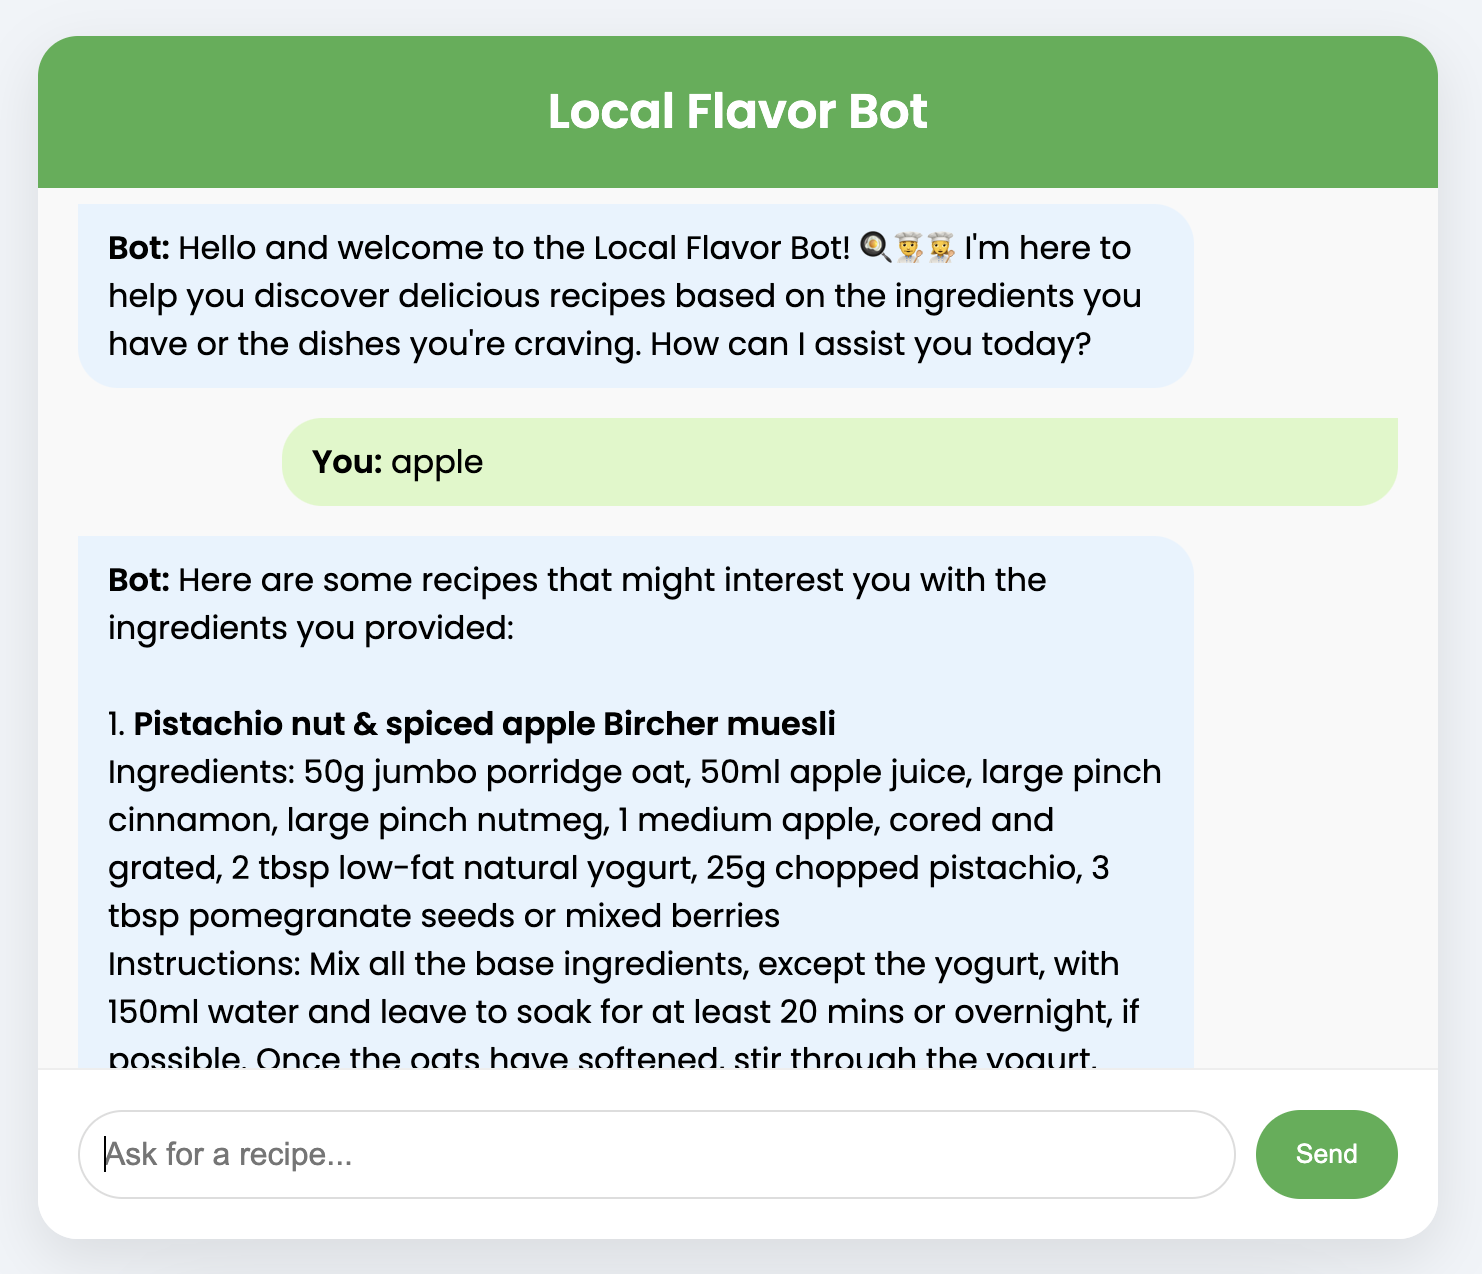 Local Flavor Bot
Bot: Hello and welcome to the Local Flavor Bot! 🍳👨‍🍳👩‍🍳 I'm here to
help you discover delicious recipes based on the ingredients you
have or the dishes you're craving. How can I assist you today?
You: apple
Bot: Here are some recipes that might interest you with the
ingredients you provided:
1. Pistachio nut & spiced apple Bircher muesli
Ingredients: 50g jumbo porridge oat, 50ml apple juice, large pinch
cinnamon, large pinch nutmeg, 1 medium apple, cored and
grated, 2 tbsp low-fat natural yogurt, 25g chopped pistachio, 3
tbsp pomegranate seeds or mixed berries
Instructions: Mix all the base ingredients, except the yogurt, with
150ml water and leave to soak for at least 20 mins or overnight, if
possible. Once the oats have softened, stir through the yogurt,
Ask for a recipe...
Send